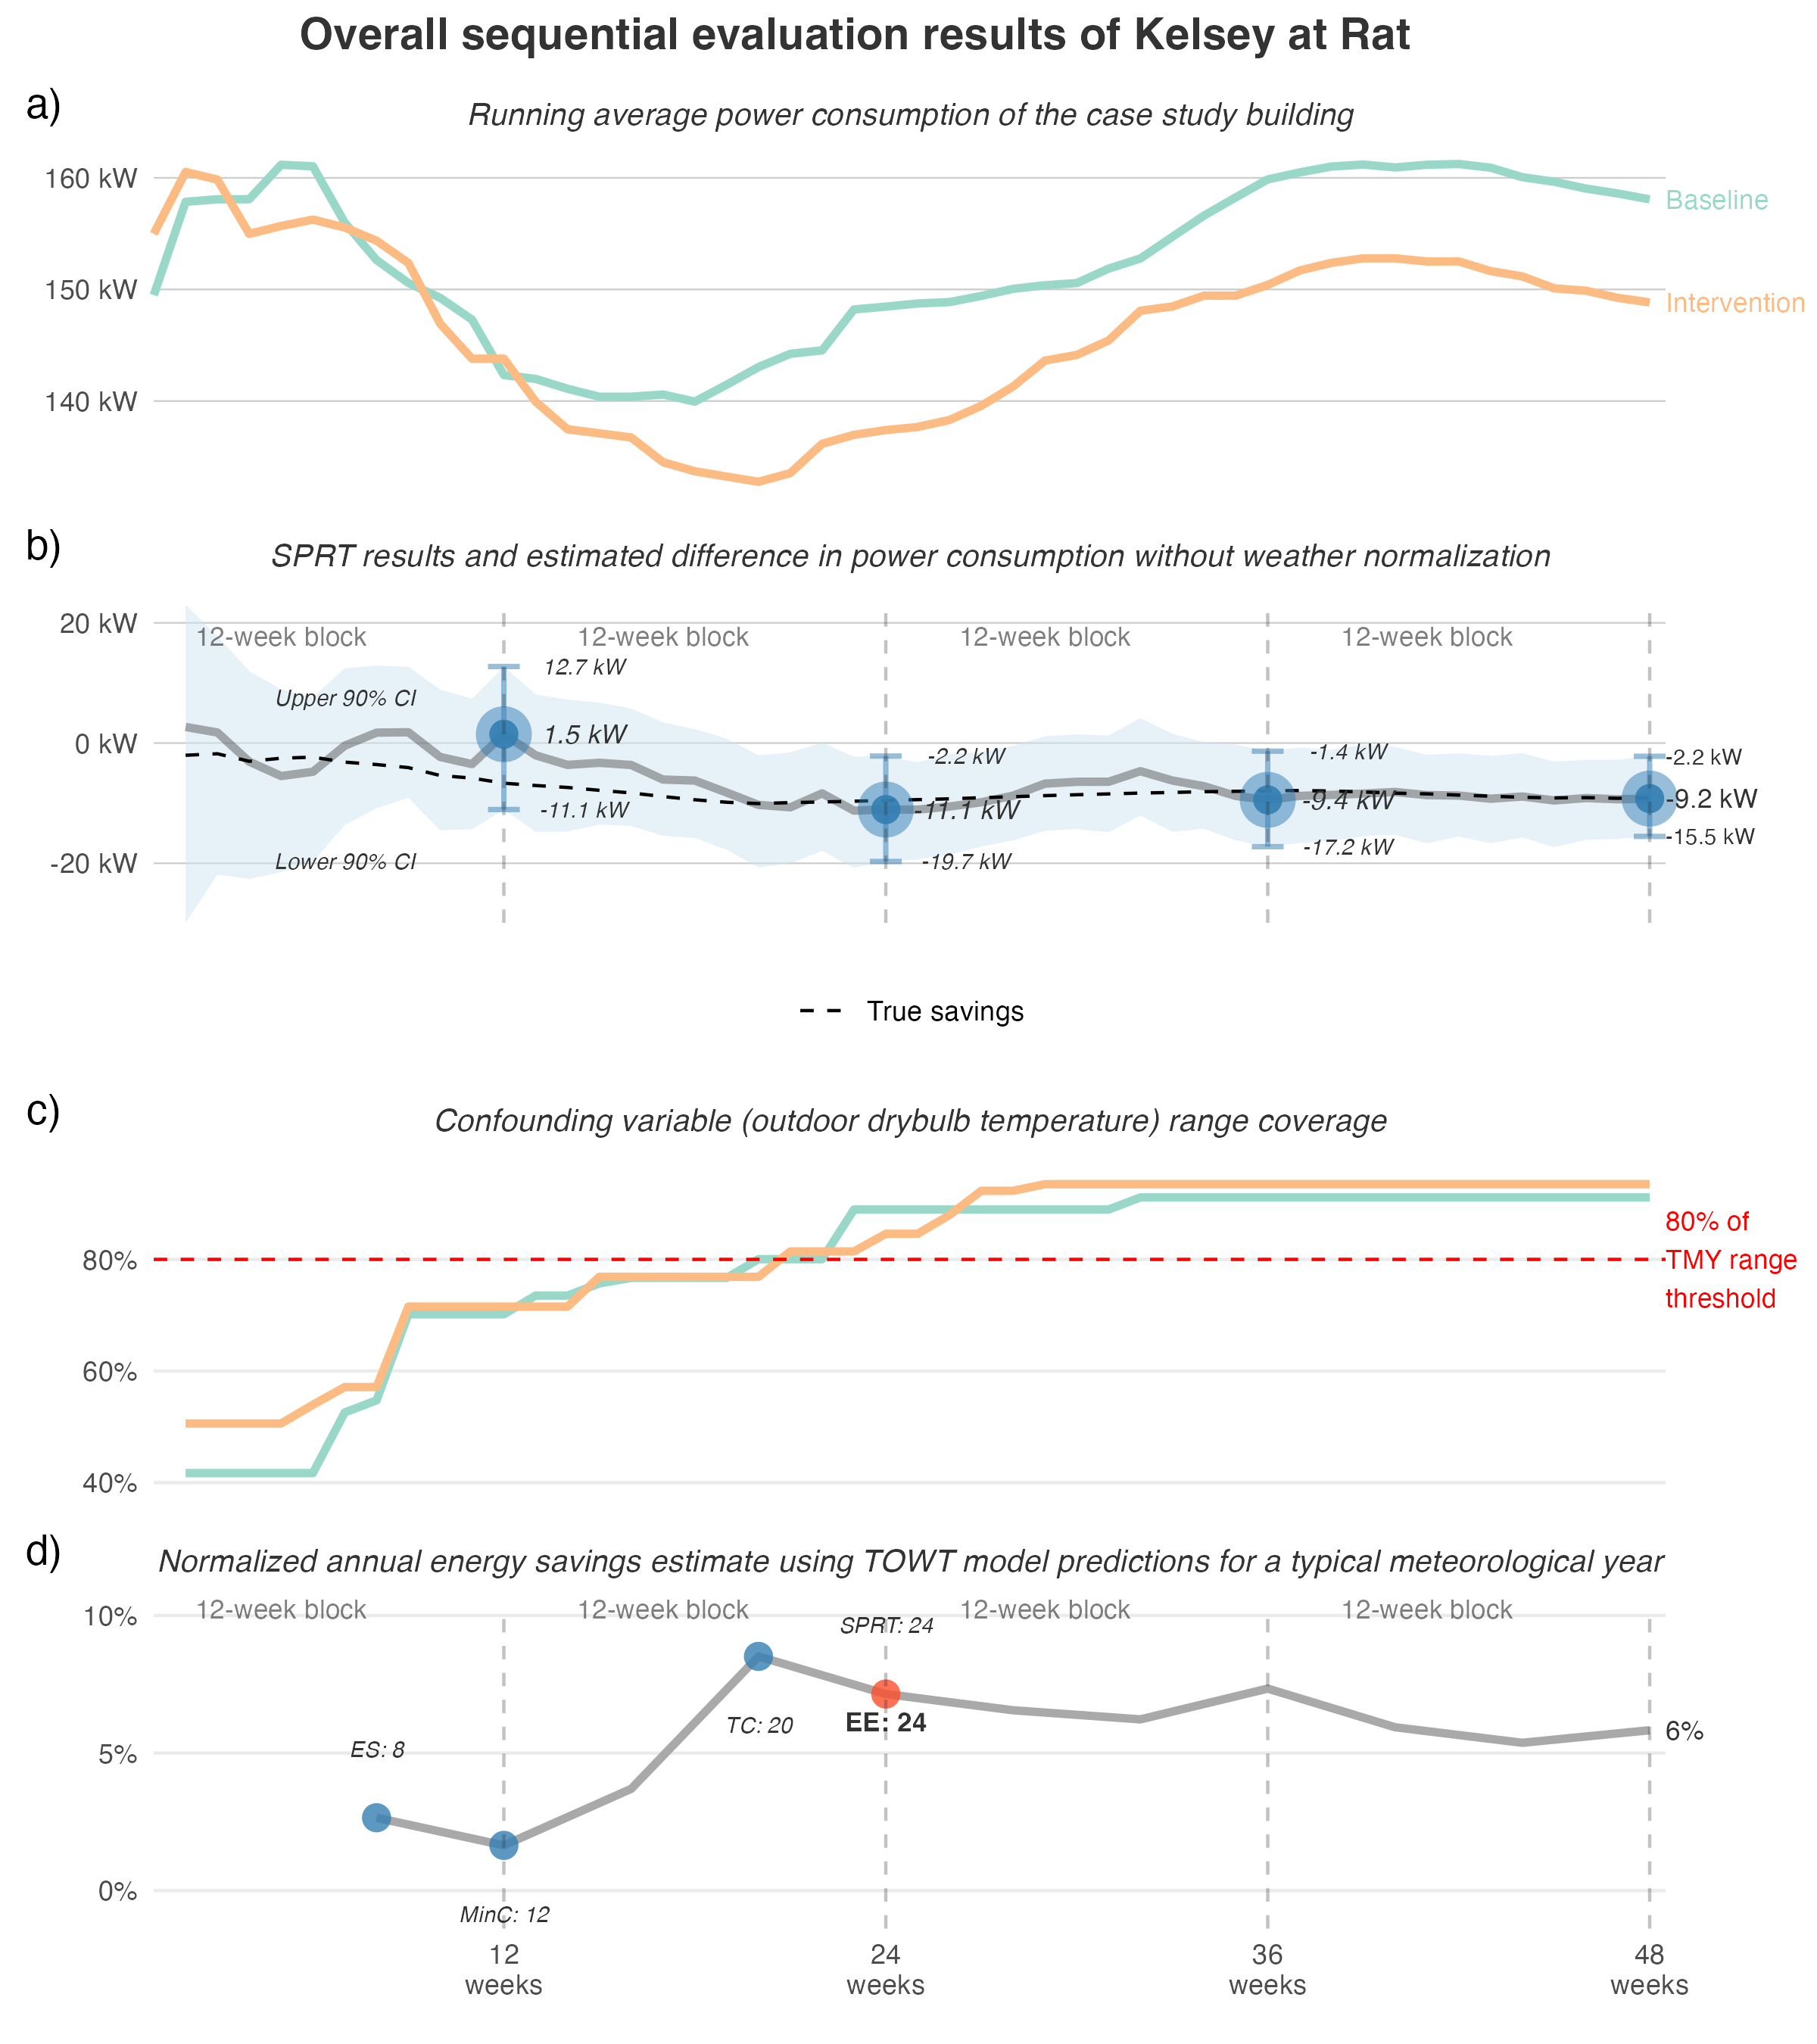 Overall sequential evaluation results of Kelsey at Rat
a)
Running average power consumption of the case study building
160 kW
150 kW
140 kW
Baseline
Intervention
b)
SPRT results and estimated difference in power consumption without weather normalization
20 kW
0 kW
-20 kW
12-week block
12-week block
12-week block
12-week block
Upper 90% CI
Lower 90% CI
12.7 kW
1.5 kW
-11.1 kW
-2.2 kW
-11.1 kW
-19.7 kW
-1.4 kW
-9.4 kW
-17.2 kW
-2.2 kW
-9.2 kW
-15.5 kW
True savings
c)
Confounding variable (outdoor drybulb temperature) range coverage
80%
60%
40%
80% of
TMY range
threshold
d)
Normalized annual energy savings estimate using TOWT model predictions for a typical meteorological year
10%
5%
0%
12-week block
12-week block
12-week block
12-week block
ES: 8
MinC: 12
TC: 20
SPRT: 24
EE: 24
6%
12
weeks
24
weeks
36
weeks
48
weeks